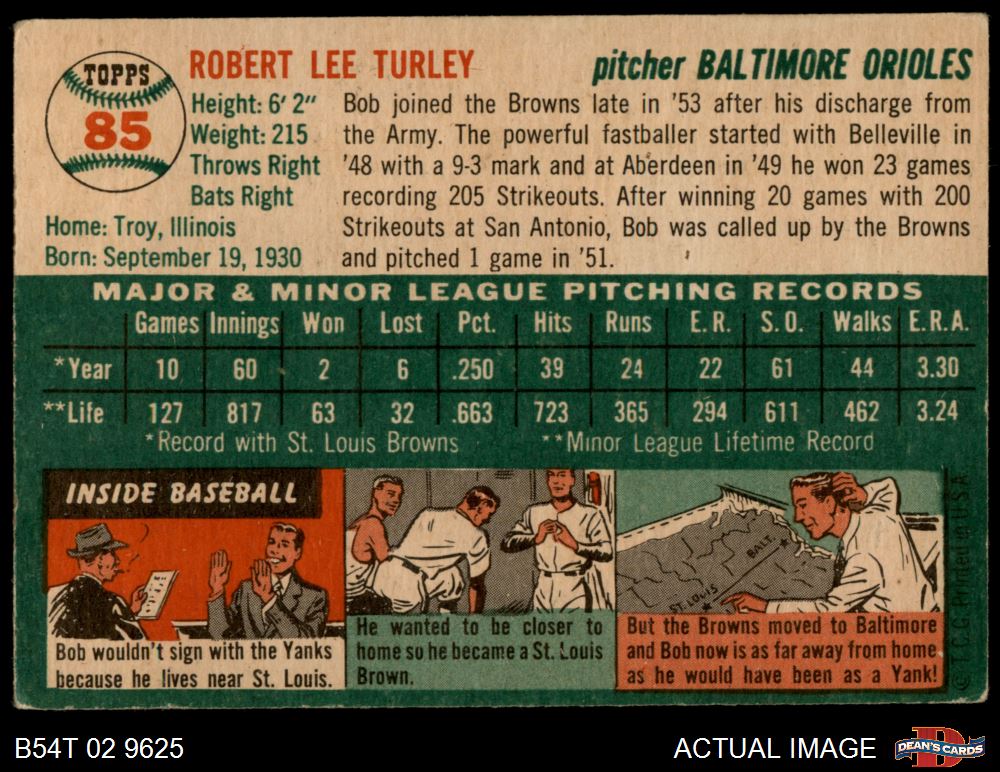 TOPPS
85
ROBERT LEE TURLEY
pitcher BALTIMORE ORIOLES
Height: 6' 2"
Weight: 215
Throws Right
Bats Right
Home: Troy, Illinois
Born: September 19, 1930
Bob joined the Browns late in '53 after his discharge from
the Army. The powerful fastballer started with Belleville in
'48 with a 9-3 mark and at Aberdeen in '49 he won 23 games
recording 205 Strikeouts. After winning 20 games with 200
Strikeouts at San Antonio, Bob was called up by the Browns
and pitched 1 game in '51.
MAJOR & MINOR LEAGUE PITCHING RECORDS
Games Innings Won Lost Pct. Hits Runs E.R. S.O. Walks E.R.A.
*Year 10 60 2 6 .250 39 24 22 61 44 3.30
**Life 127 817 63 32 .663 723 365 294 611 462 3.24
*Record with St. Louis Browns **Minor League Lifetime Record
INSIDE BASEBALL
Bob wouldn't sign with the Yanks
because he lives near St. Louis.
He wanted to be closer to
home so he became a St. Louis
Brown.
BALT.
ST. LOUIS
But the Browns moved to Baltimore
and Bob now is as far away from home
as he would have been as a Yank!
© T.C.G. Printed in U.S.A.
B54T 02 9625
ACTUAL IMAGE
DEAN'S CARDS